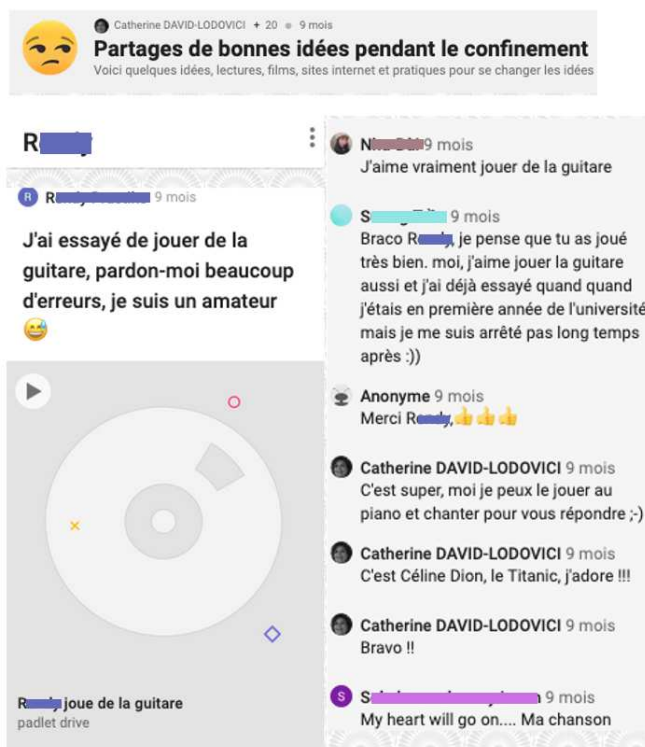 Catherine DAVID-LODOVICI + 20 • 9 mois
Partages de bonnes idées pendant le confinement
Voici quelques idées, lectures, films, sites internet et pratiques pour se changer les idées
R
9 mois
J'ai essayé de jouer de la
guitare, pardon-moi beaucoup
d'erreurs, je suis un amateur
joue de la guitare
padlet drive
9 mois
J'aime vraiment jouer de la guitare
9 mois
Braco , je pense que tu as joué
très bien. moi, j'aime jouer la guitare
aussi et j'ai déjà essayé quand quand
j'étais en première année de l'université
mais je me suis arrêté pas long temps
après :))
Anonyme 9 mois
Merci
Catherine DAVID-LODOVICI 9 mois
C'est super, moi je peux le jouer au
piano et chanter pour vous répondre ;-)
Catherine DAVID-LODOVICI 9 mois
C'est Céline Dion, le Titanic, j'adore !!!
Catherine DAVID-LODOVICI 9 mois
Bravo !!
S 9 mois
My heart will go on.... Ma chanson